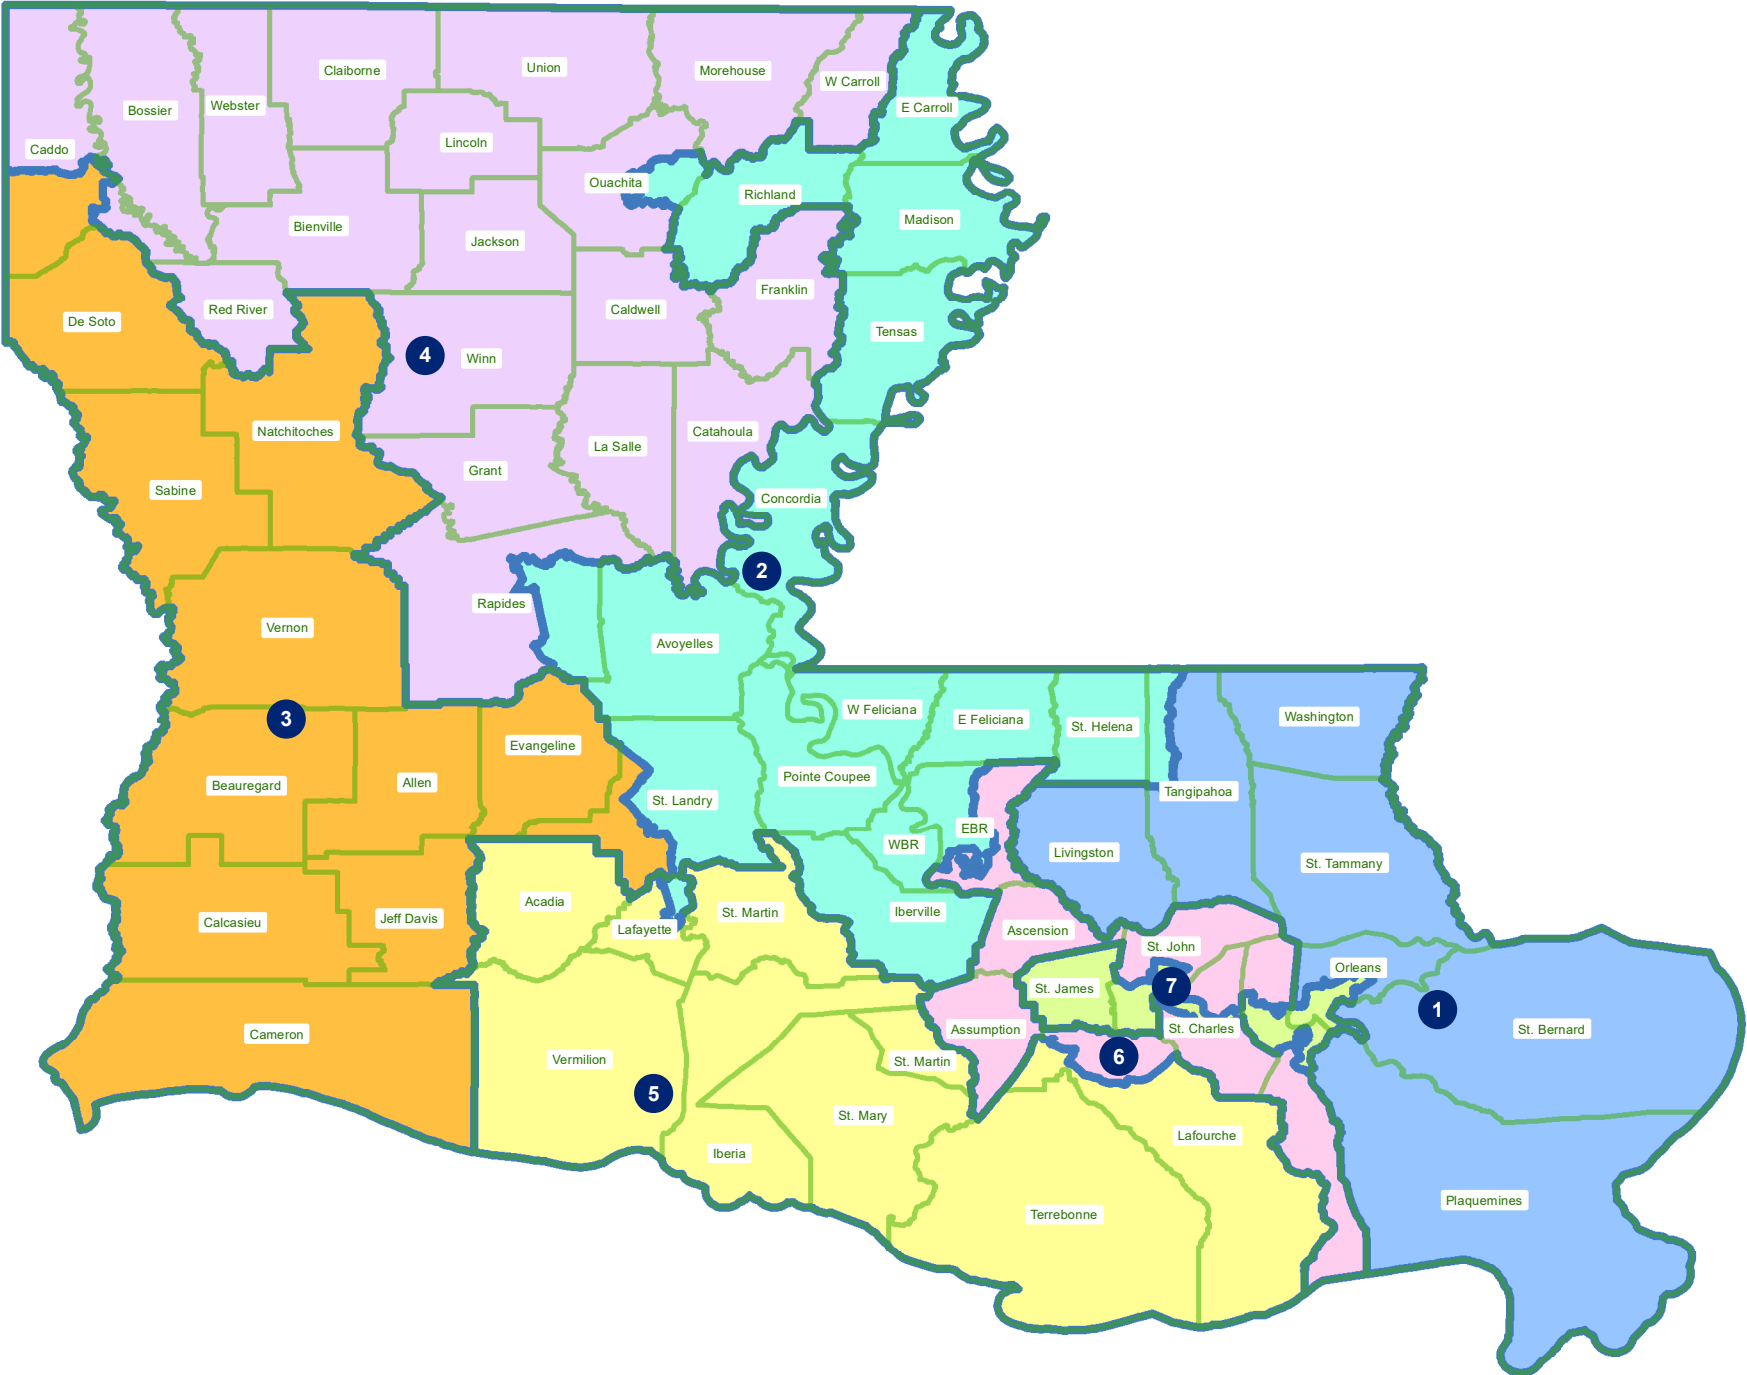 Claiborne
Union
Morehouse
W Carroll
Bossier
Webster
E Carroll
Caddo
Lincoln
Ouachita
Richland
Madison
Bienville
Jackson
Franklin
Red River
Caldwell
De Soto
Tensas
4
Winn
Natchitoches
Catahoula
La Salle
Grant
Sabine
Concordia
2
Rapides
Vernon
Avoyelles
3
W Feliciana
E Feliciana
St. Helena
Washington
Evangeline
Pointe Coupee
Beauregard
Allen
St. Landry
Tangipahoa
EBR
WBR
Livingston
St. Tammany
Acadia
St. Martin
Iberville
Calcasieu
Jeff Davis
Lafayette
Ascension
St. John
Orleans
St. James
7
1
Cameron
Assumption
St. Charles
St. Bernard
Vermilion
St. Martin
6
5
St. Mary
Lafourche
Iberia
Plaquemines
Terrebonne